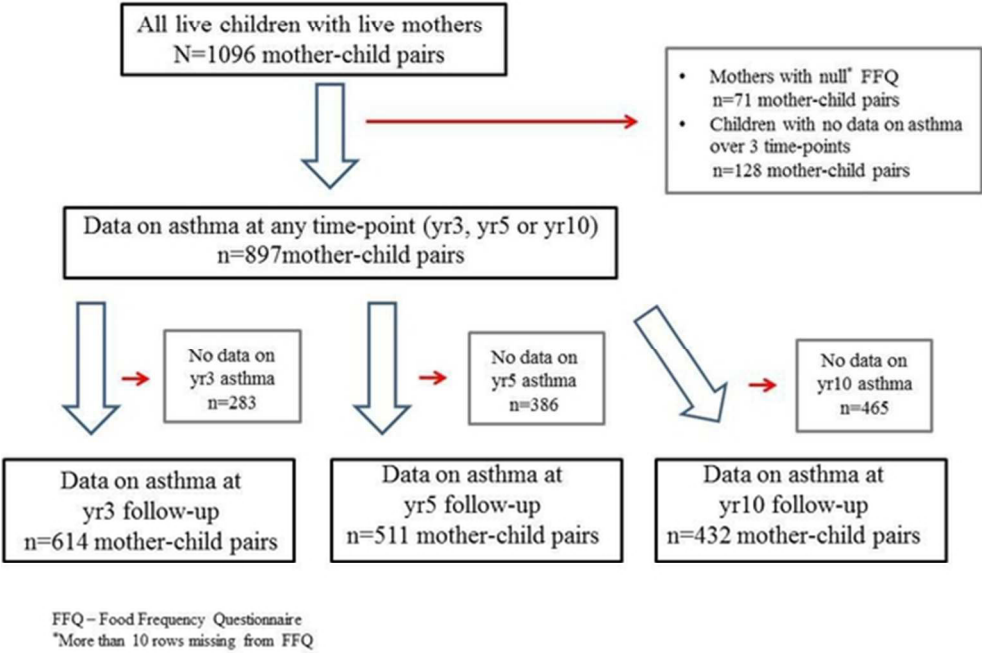 All live children with live mothers
N=1096 mother-child pairs
• Mothers with null* FFQ
n=71 mother-child pairs
• Children with no data on asthma
over 3 time-points
n=128 mother-child pairs
Data on asthma at any time-point (yr3, yr5 or yr10)
n=897mother-child pairs
No data on
yr3 asthma
n=283
No data on
yr5 asthma
n=386
No data on
yr10 asthma
n=465
Data on asthma at
yr3 follow-up
n=614 mother-child pairs
Data on asthma at
yr5 follow-up
n=511 mother-child pairs
Data on asthma at
yr10 follow-up
n=432 mother-child pairs
FFQ – Food Frequency Questionnaire
*More than 10 rows missing from FFQ